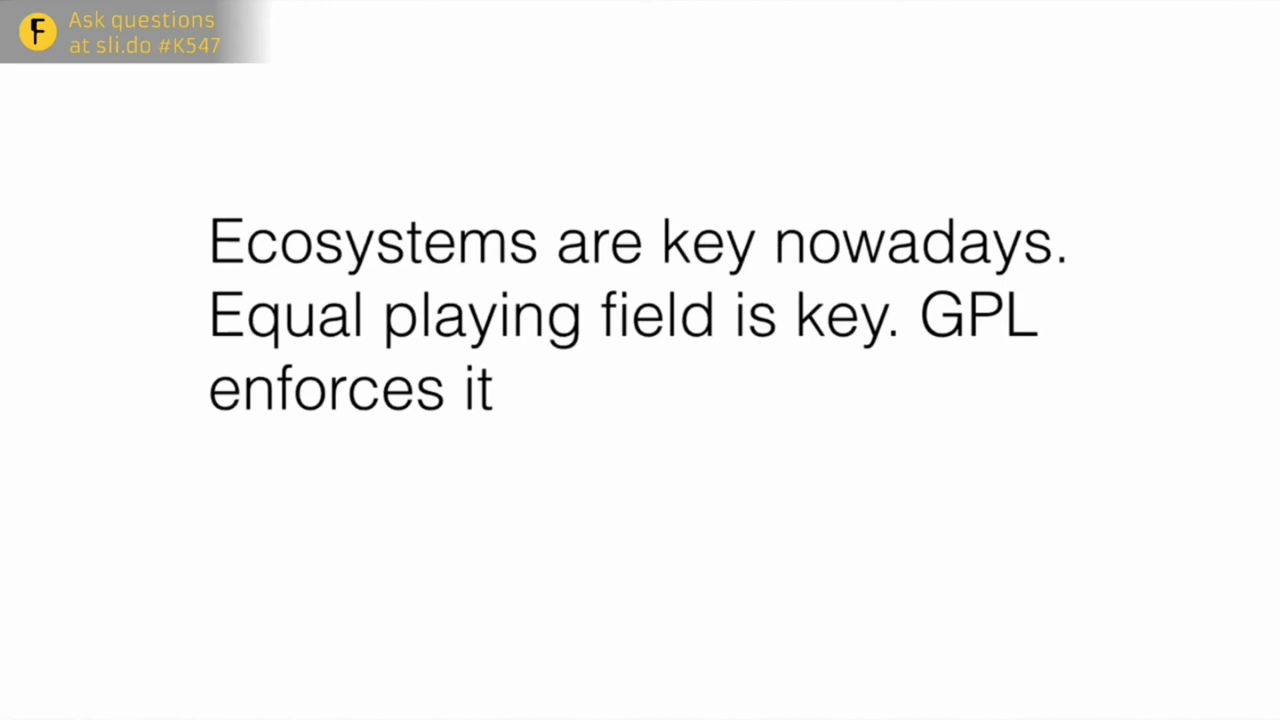 F
Ask questions
at sli.do #K547
Ecosystems are key nowadays.
Equal playing field is key. GPL
enforces it